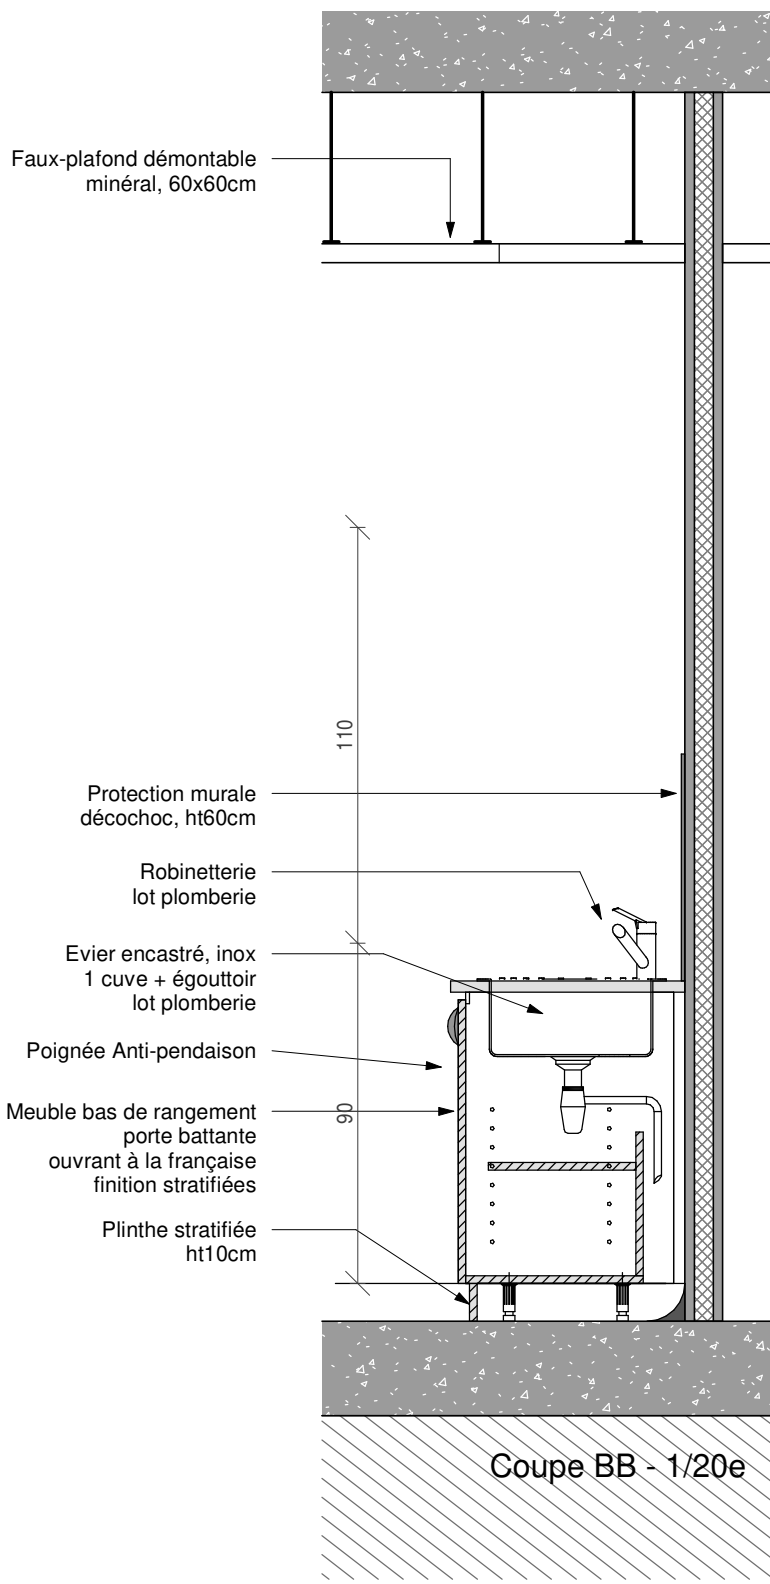 Faux-plafond démontable
minéral, 60x60cm
110
Protection murale
décochoc, ht60cm
Robinetterie
lot plomberie
Evier encastré, inox
1 cuve + égouttoir
lot plomberie
Poignée Anti-pendaison
90
Meuble bas de rangement
porte battante
ouvrant à la française
finition stratifiées
Plinthe stratifiée
ht10cm
Coupe BB - 1/20e